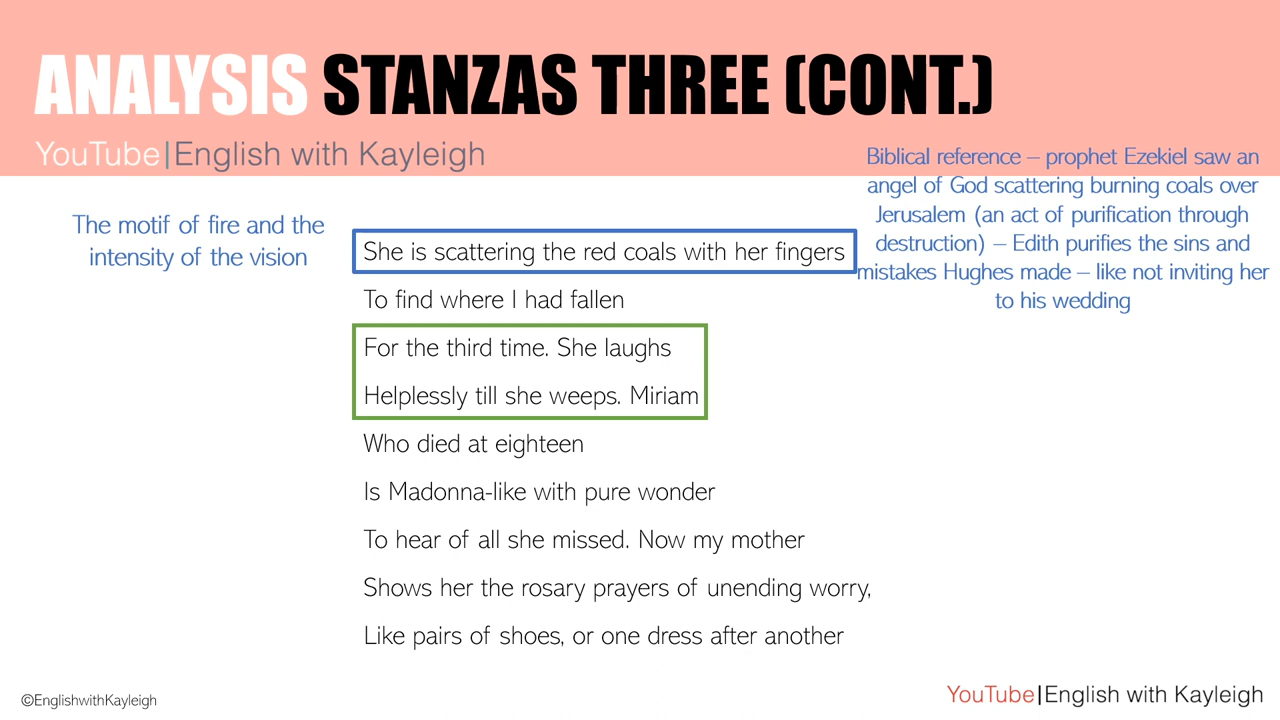 ANALYSIS STANZAS THREE (CONT.)
YouTube|English with Kayleigh
Biblical reference – prophet Ezekiel saw an
angel of God scattering burning coals over
Jerusalem (an act of purification through
destruction) – Edith purifies the sins and
mistakes Hughes made – like not inviting her
to his wedding
The motif of fire and the
intensity of the vision
She is scattering the red coals with her fingers
To find where I had fallen
For the third time. She laughs
Helplessly till she weeps. Miriam
Who died at eighteen
Is Madonna-like with pure wonder
To hear of all she missed. Now my mother
Shows her the rosary prayers of unending worry,
Like pairs of shoes, or one dress after another
©EnglishwithKayleigh
YouTube|English with Kayleigh